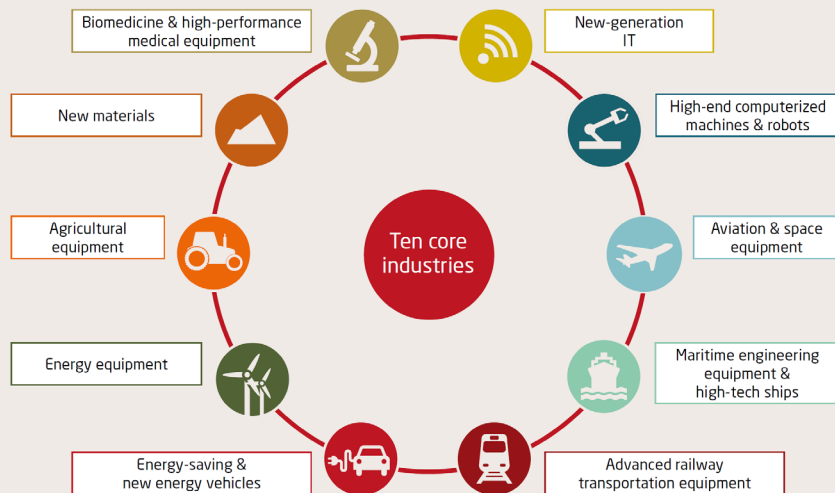 Biomedicine & high-performance
medical equipment
New-generation
IT
New materials
High-end computerized
machines & robots
Agricultural
equipment
Ten core
industries
Aviation & space
equipment
Energy equipment
Maritime engineering
equipment &
high-tech ships
Energy-saving &
new energy vehicles
Advanced railway
transportation equipment